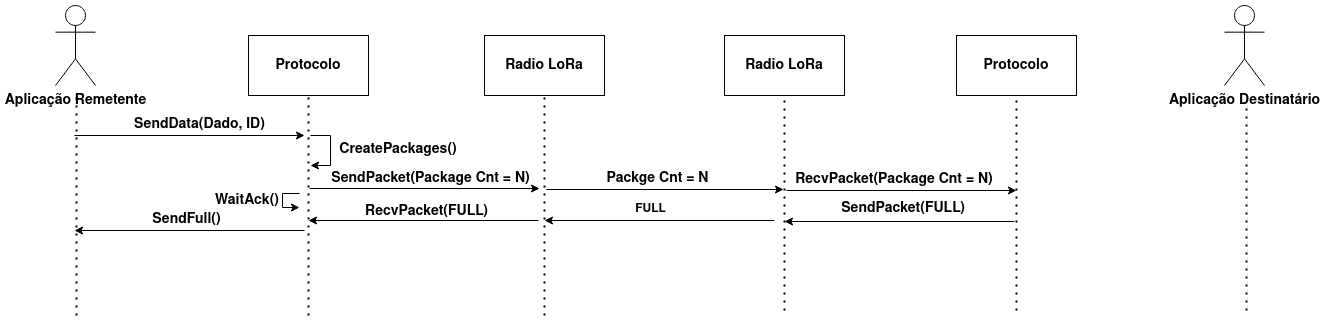 Protocolo
Radio LoRa
Radio LoRa
Protocolo
Aplicação Remetente
Aplicação Destinatário
SendData(Dado, ID)
CreatePackages()
SendPacket(Package Cnt = N)
Packge Cnt = N
RecvPacket(Package Cnt = N)
WaitAck()
SendFull()
RecvPacket(FULL)
FULL
SendPacket(FULL)